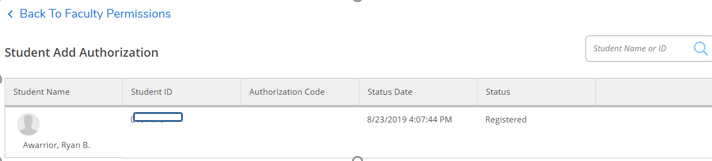 Back To Faculty Permissions
Student Add Authorization
Student Name or ID
Student Name Student ID Authorization Code Status Date Status
8/23/2019 4:07:44 PM Registered
Awarrior, Ryan B.